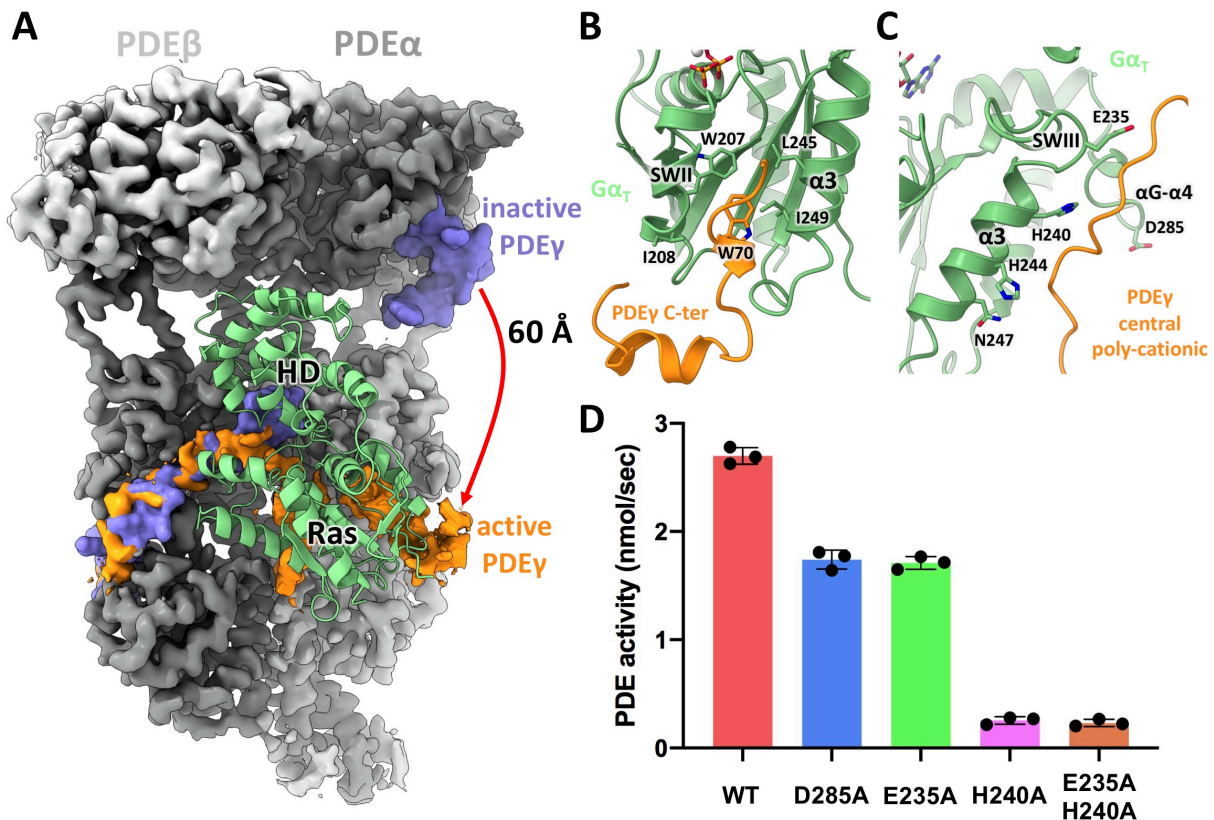 A
PDEβ
PDEα
inactive
PDEγ
60 Å
HD
Ras
active
PDEγ
B
W207
L245
SWII
α3
GαT
I249
I208
W70
PDEγ C-ter
C
GαT
E235
SWIII
αG-α4
H240
D285
α3
H244
N247
PDEγ
central
poly-cationic
D
PDE activity (nmol/sec)
3
2
1
0
WT
D285A
E235A
H240A
E235A
H240A